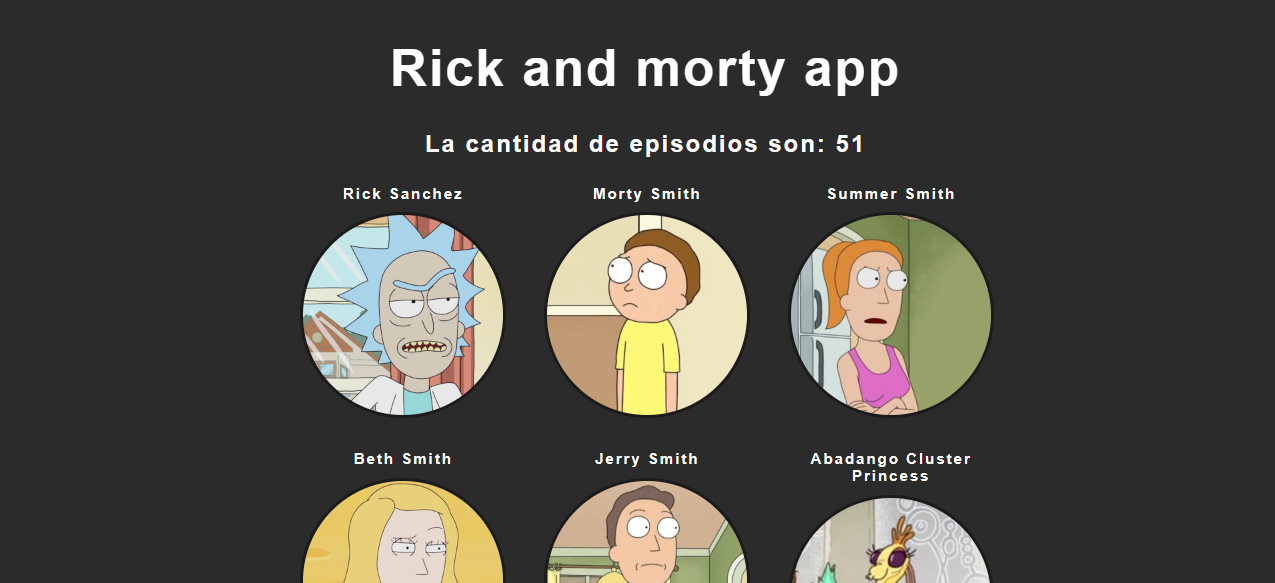 Rick and morty app
La cantidad de episodios son: 51
Rick Sanchez
Morty Smith
Summer Smith
Beth Smith
Jerry Smith
Abadango Cluster
Princess